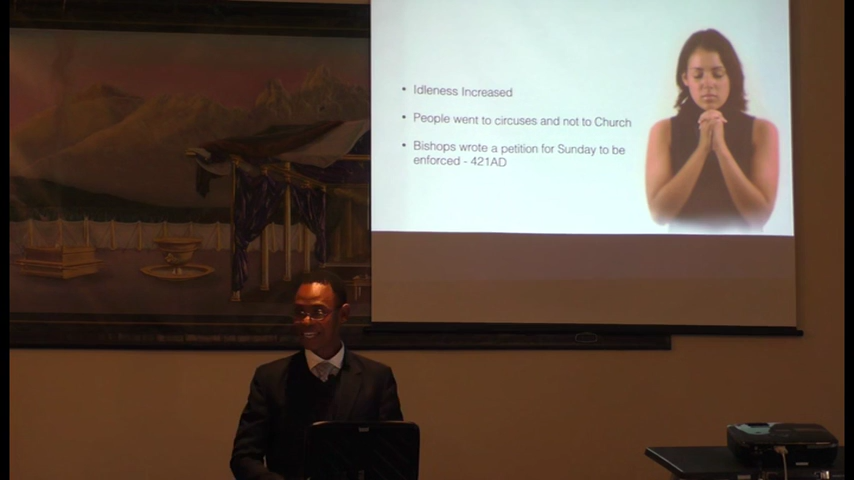 • Idleness Increased
• People went to circuses and not to Church
• Bishops wrote a petition for Sunday to be
enforced - 421AD